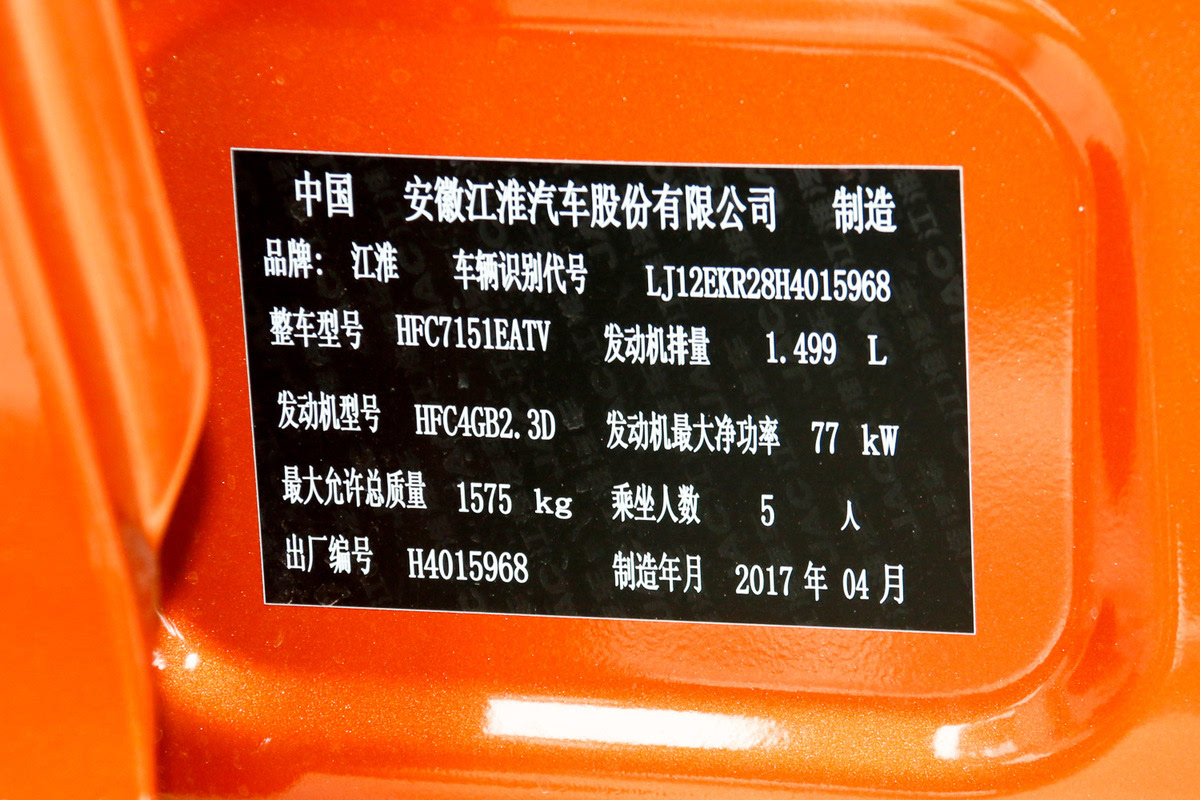 中国 安徽江淮汽车股份有限公司 制造
品牌： 江淮 车辆识别代号 LJ12EKR28H4015968
整车型号 HFC7151EATV 发动机排量 1.499 L
发动机型号 HFC4GB2.3D 发动机最大净功率 77 kW
最大允许总质量 1575 kg 乘坐人数 5 人
出厂编号 H4015968 制造年月 2017 年 04 月